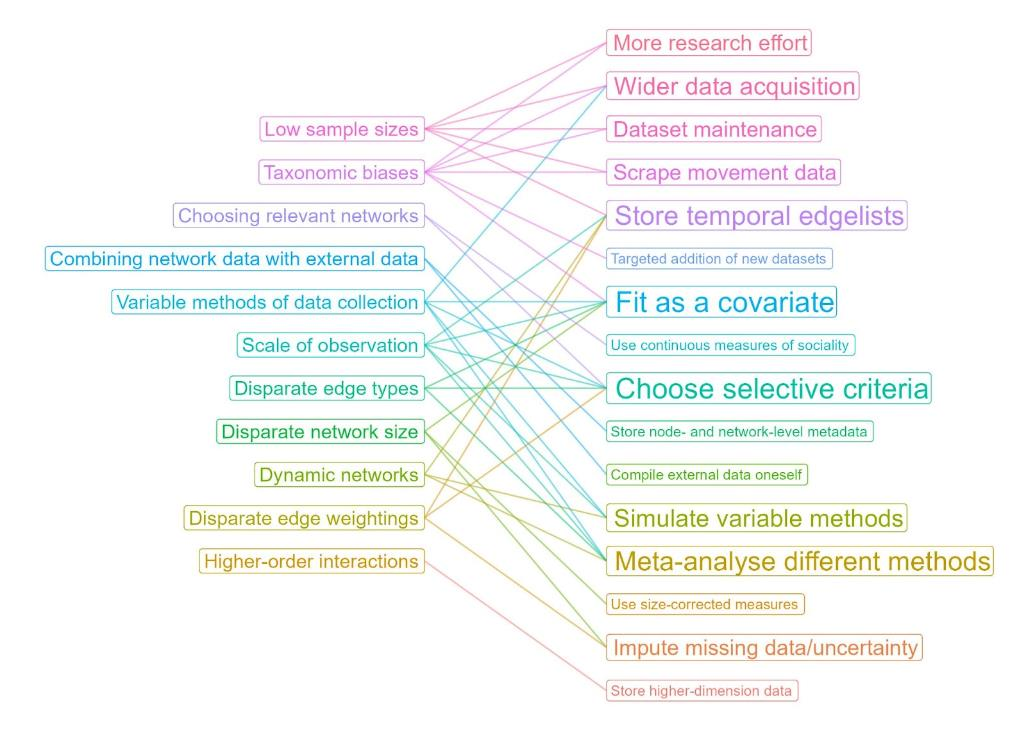 Low sample sizes
Taxonomic biases
Choosing relevant networks
Combining network data with external data
Variable methods of data collection
Scale of observation
Disparate edge types
Disparate network size
Dynamic networks
Disparate edge weightings
Higher-order interactions
More research effort
Wider data acquisition
Dataset maintenance
Scrape movement data
Store temporal edgelists
Targeted addition of new datasets
Fit as a covariate
Use continuous measures of sociality
Choose selective criteria
Store node- and network-level metadata
Compile external data oneself
Simulate variable methods
Meta-analyse different methods
Use size-corrected measures
Impute missing data/uncertainty
Store higher-dimension data